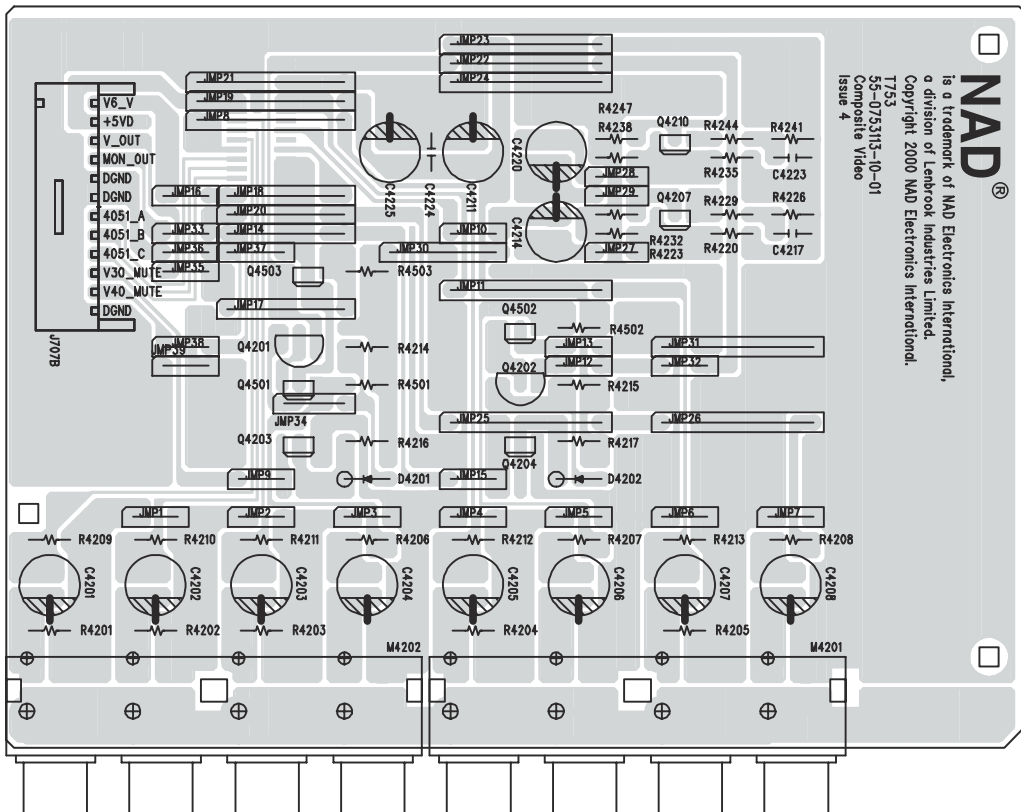 JMP23
JMP22
JMP24
JMP21
JMP19
JMP8
V6_V
+5VD
V_OUT
MON_OUT
DGND
DGND
4051_A
4051_B
4051_C
V30_MUTE
V40_MUTE
DGND
J707B
JMP16
JMP18
JMP20
JMP33
JMP14
JMP36
JMP37
JMP35
JMP10
JMP30
C4225
C4224
C4211
C4220
C4214
R4247
R4238
Q4210
R4244
R4241
R4235
C4223
JMP28
JMP29
Q4207
R4229
R4226
R4232
R4223
R4220
C4217
JMP27
NAD®
is a trademark of NAD Electronics International,
a division of Lenbrook Industries Limited.
Copyright 2000 NAD Electronics International.
T753
55-0753113-10-01
Composite Video
Issue 4
Q4503
R4503
JMP11
JMP17
Q4502
R4502
JMP38
JMP39
Q4201
R4214
JMP13
JMP31
Q4202
JMP12
JMP32
Q4501
R4501
R4215
JMP34
JMP25
JMP26
Q4203
R4216
R4217
Q4204
JMP9
D4201
JMP15
D4202
JMP1
JMP2
JMP3
JMP4
JMP5
JMP6
JMP7
R4209
R4210
R4211
R4206
R4212
R4207
R4213
R4208
C4201
C4202
C4203
C4204
C4205
C4206
C4207
C4208
R4201
R4202
R4203
R4204
R4205
M4202
M4201